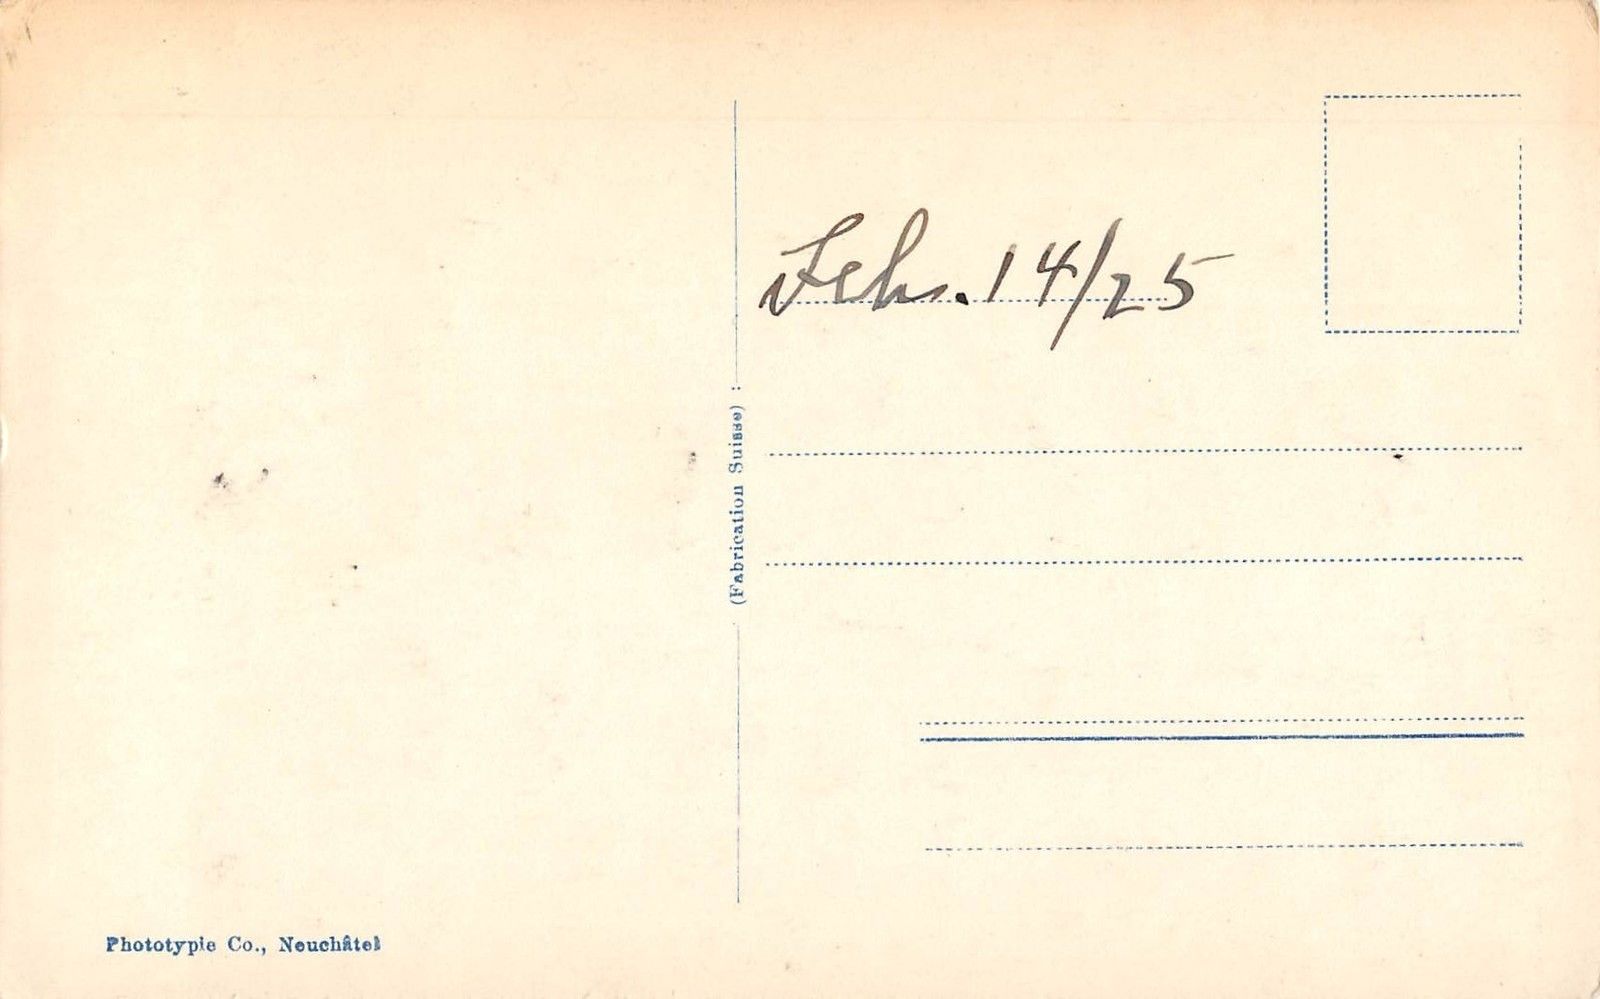 Feb. 14/25
(Fabrication Suisse) :
Phototypie Co., Neuchâtel